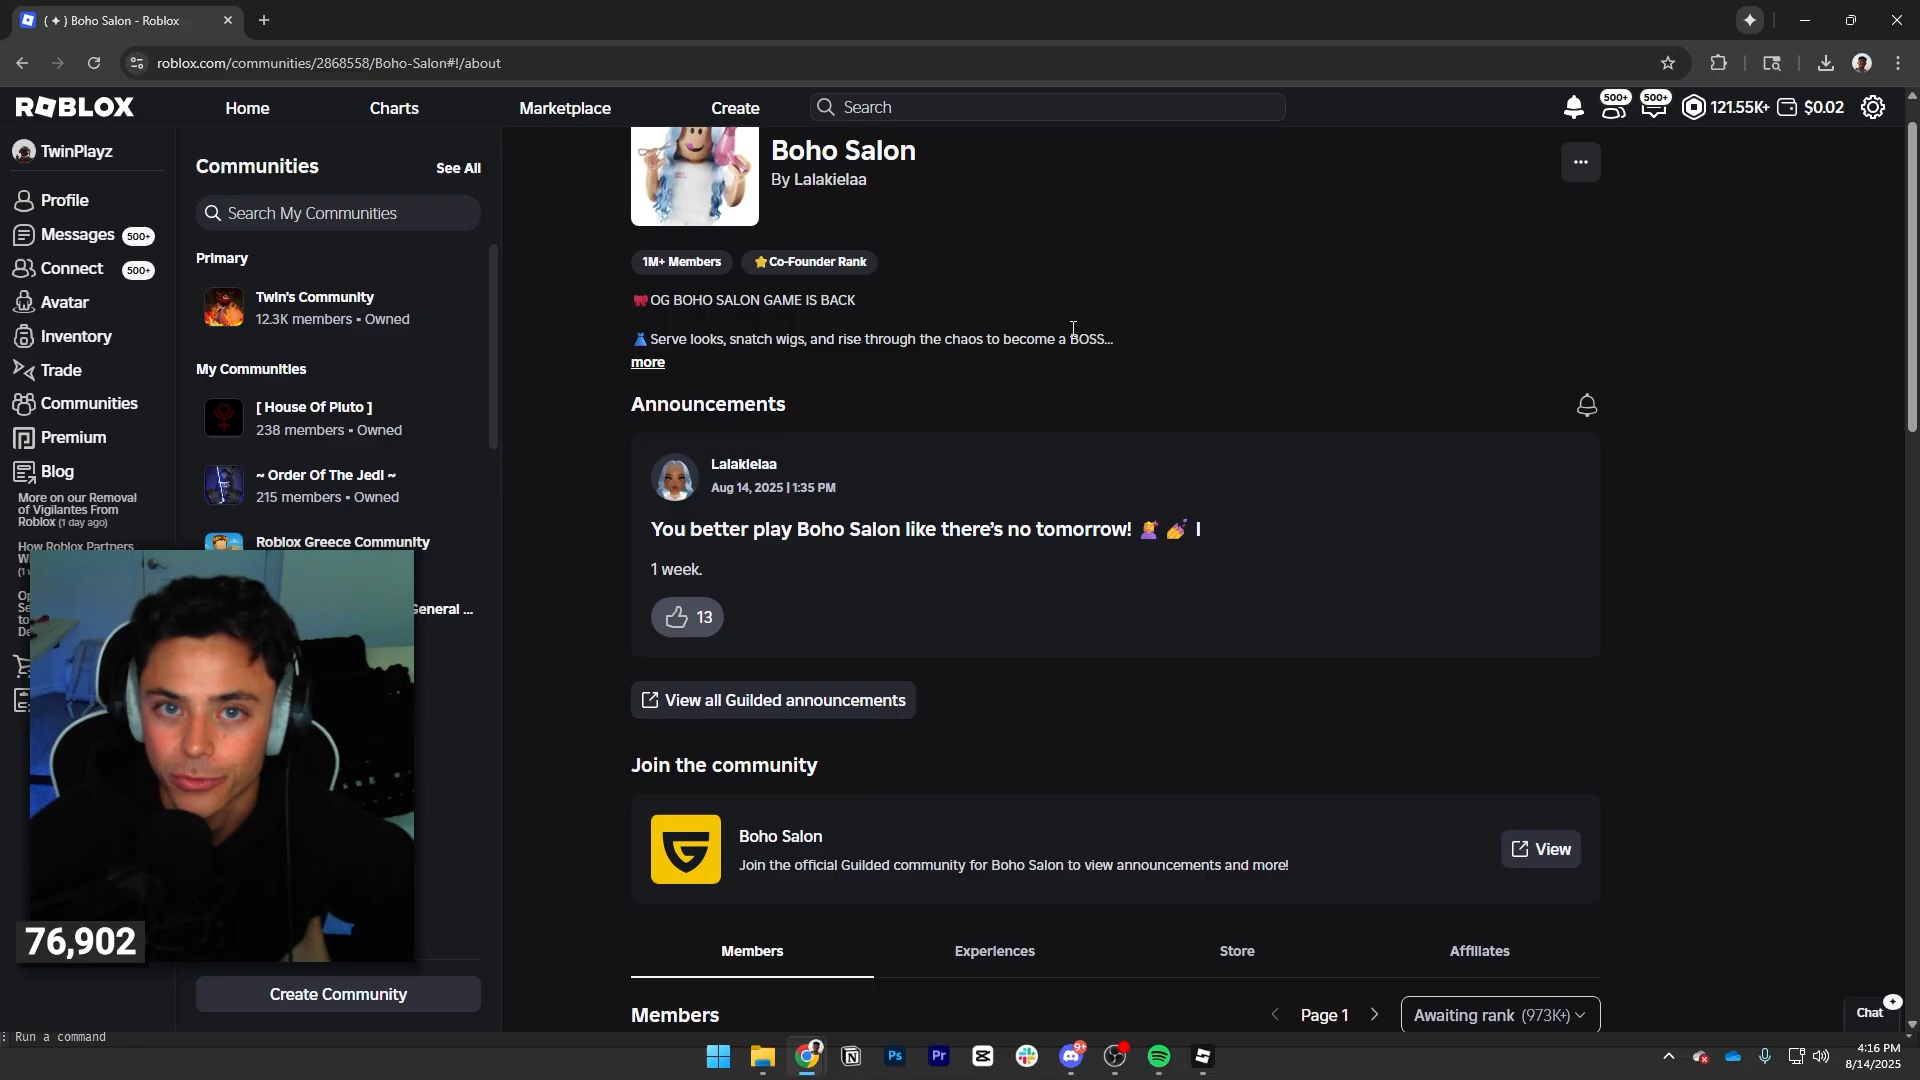 ( ✦ ) Boho Salon - Roblox
roblox.com/communities/2868558/Boho-Salon#!/about
ROBLOX
Home
Charts
Marketplace
Create
Search
500+
500+
121.55K+
$0.02
TwinPlayz
Profile
Messages 500+
Connect 500+
Avatar
Inventory
Trade
Communities
Premium
Blog
More on our Removal
of Vigilantes From
Roblox (1 day ago)
How Roblox Partners
Communities
See All
Search My Communities
Primary
Twin's Community
12.3K members • Owned
My Communities
[ House Of Pluto ]
238 members • Owned
~ Order Of The Jedi ~
215 members • Owned
Roblox Greece Community
General ...
Create Community
76,902
Boho Salon
By Lalakielaa
1M+ Members
⭐Co-Founder Rank
🎀OG BOHO SALON GAME IS BACK
👗Serve looks, snatch wigs, and rise through the chaos to become a BOSS...
more
Announcements
Lalakielaa
Aug 14, 2025 | 1:35 PM
You better play Boho Salon like there's no tomorrow! 💆‍♀️ 💅 I
1 week.
13
View all Guilded announcements
Join the community
Boho Salon
Join the official Guilded community for Boho Salon to view announcements and more!
View
Members
Experiences
Store
Affiliates
Members
Page 1
Awaiting rank (973K+)
Chat
Run a command
Ps
Pr
9+
4:16 PM
8/14/2025